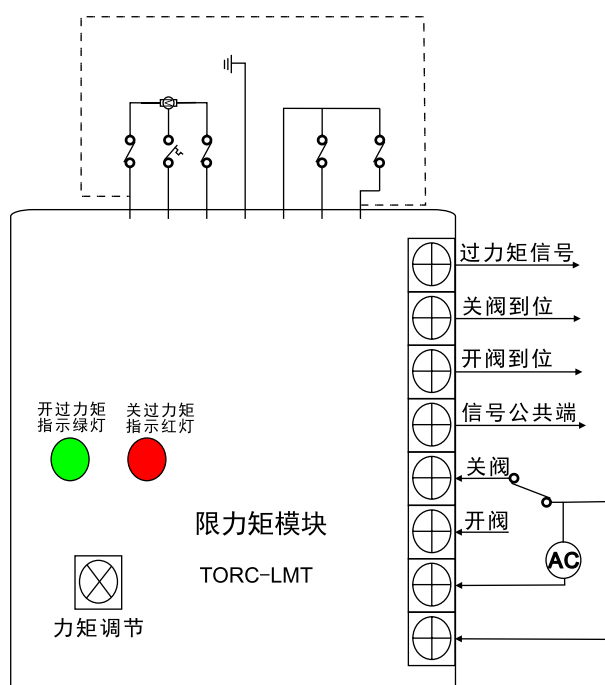 过力矩信号
关阀到位
开阀到位
信号公共端
开过力矩
指示绿灯
关过力矩
指示红灯
关阀
限力矩模块
开阀
AC
TORC-LMT
力矩调节